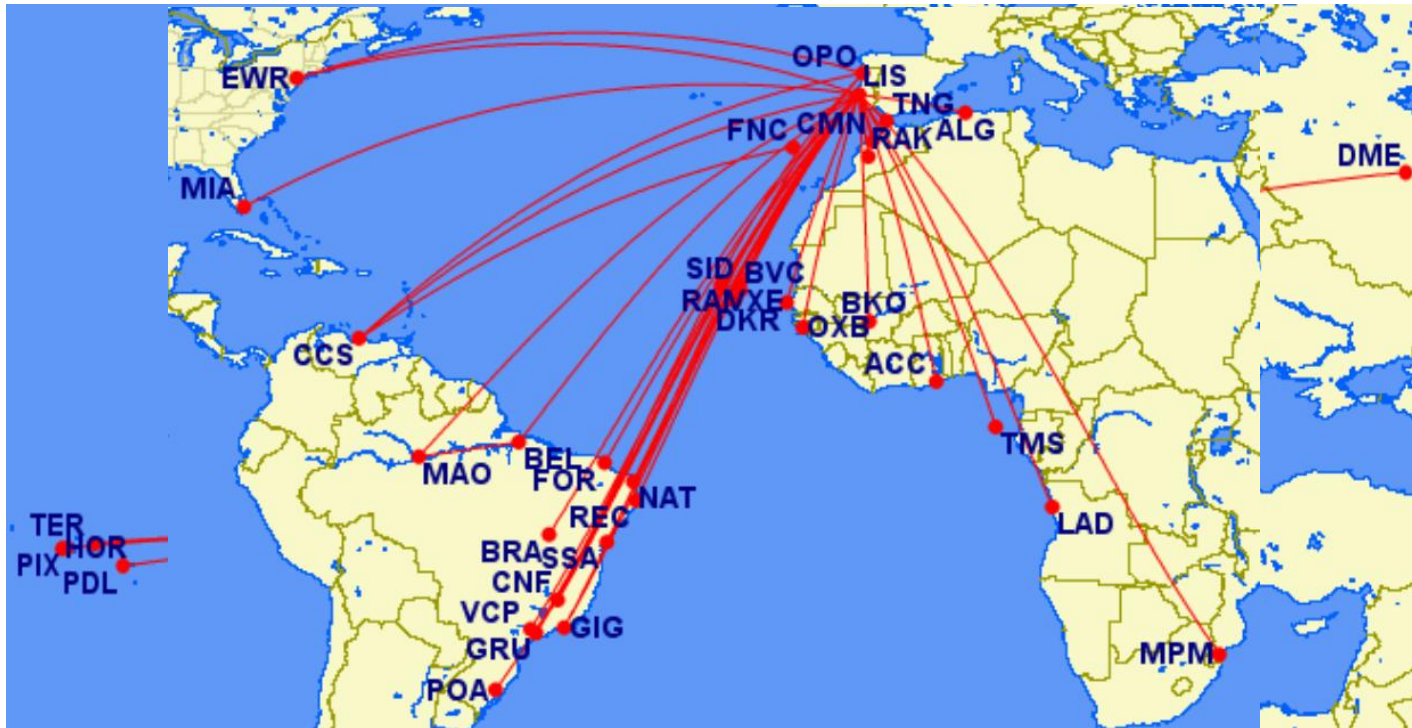 OPO
EWR
LIS
TNG
FNC
CMN
ALG
RAK
DME
MIA
SID
BVC
RAI
VXE
BKO
DKR
OXB
CCS
ACC
TMS
MAO
BEL
FOR
NAT
REC
LAD
TER
HOR
BRA
SSA
PIX
PDL
CNF
VCP
GIG
GRU
MPM
POA